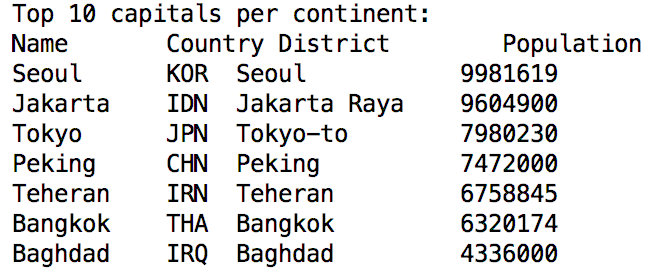 Top 10 capitals per continent:
Name Country District Population
Seoul KOR Seoul 9981619
Jakarta IDN Jakarta Raya 9604900
Tokyo JPN Tokyo-to 7980230
Peking CHN Peking 7472000
Teheran IRN Teheran 6758845
Bangkok THA Bangkok 6320174
Baghdad IRQ Baghdad 4336000